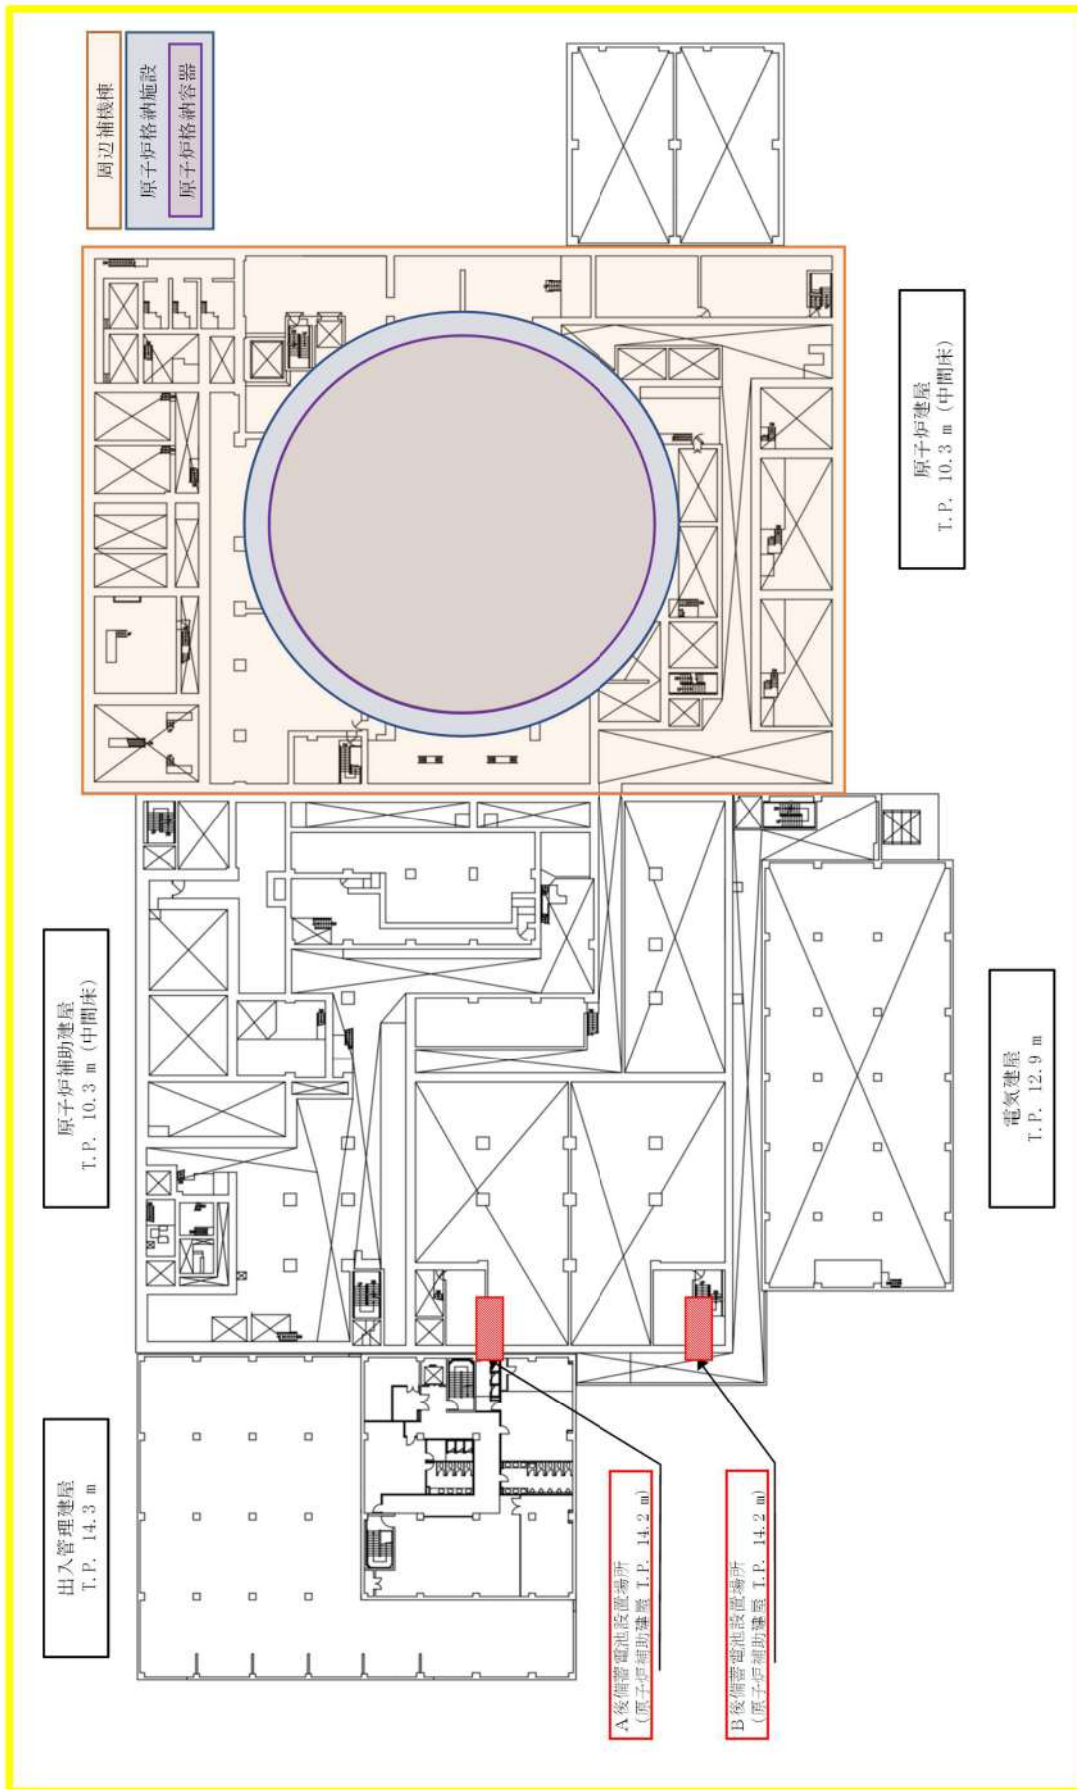 周辺補機棟
原子炉格納施設
原子炉格納容器
原子炉建屋
T.P. 10.3 m (中間床)
原子炉補助建屋
T.P. 10.3 m (中間床)
電気建屋
T.P. 12.9 m
出入管理建屋
T.P. 14.3 m
A後備蓄電池設置場所
(原子炉補助建屋 T.P. 14.2 m)
B後備蓄電池設置場所
(原子炉補助建屋 T.P. 14.2 m)